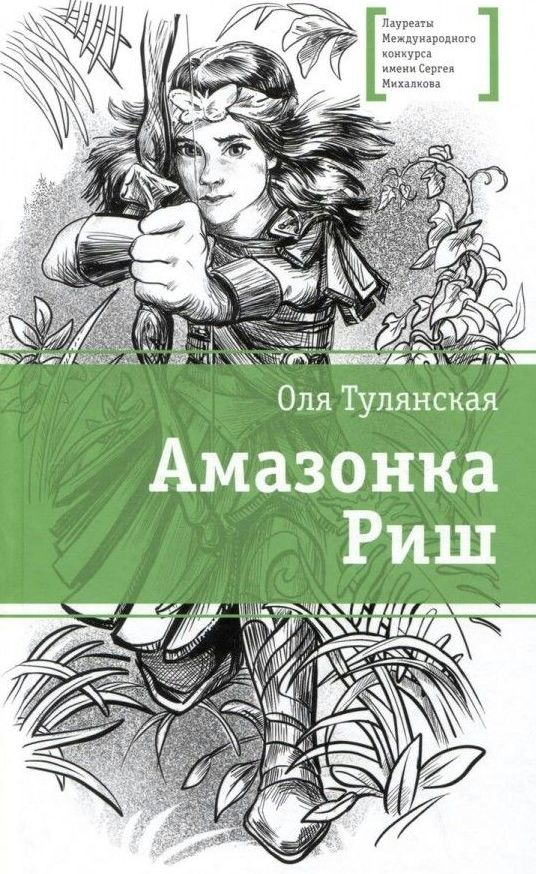 Лауреаты
Международного
конкурса
имени Сергея
Михалкова
Оля Тулянская
Амазонка
Риш